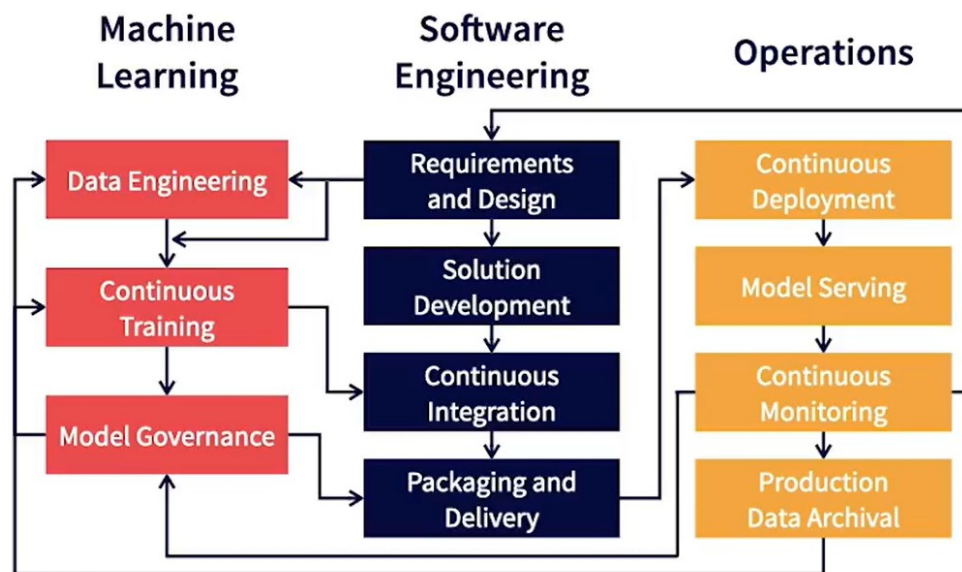 Machine
Learning
Software
Engineering
Operations
Data Engineering
Continuous
Training
Model Governance
Requirements
and Design
Solution
Development
Continuous
Integration
Packaging and
Delivery
Continuous
Deployment
Model Serving
Continuous
Monitoring
Production
Data Archival